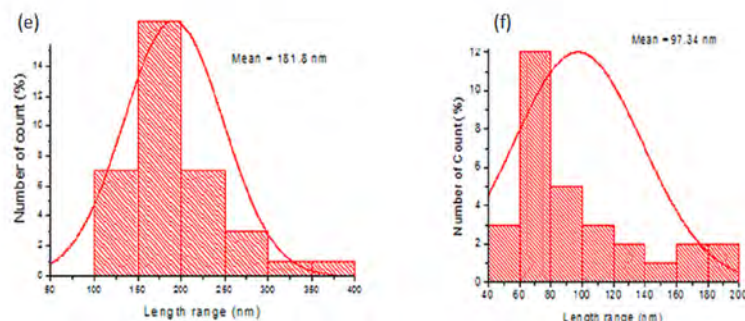 (e)
Mean = 181.8 nm
Number of count (%)
14
12
10
8
6
4
2
0
50 100 150 200 250 300 350 400
Length range (nm)
(f)
Mean = 97.34 nm
Number of Count (%)
12
10
8
6
4
2
0
40 60 80 100 120 140 160 180 200
Length range (nm)